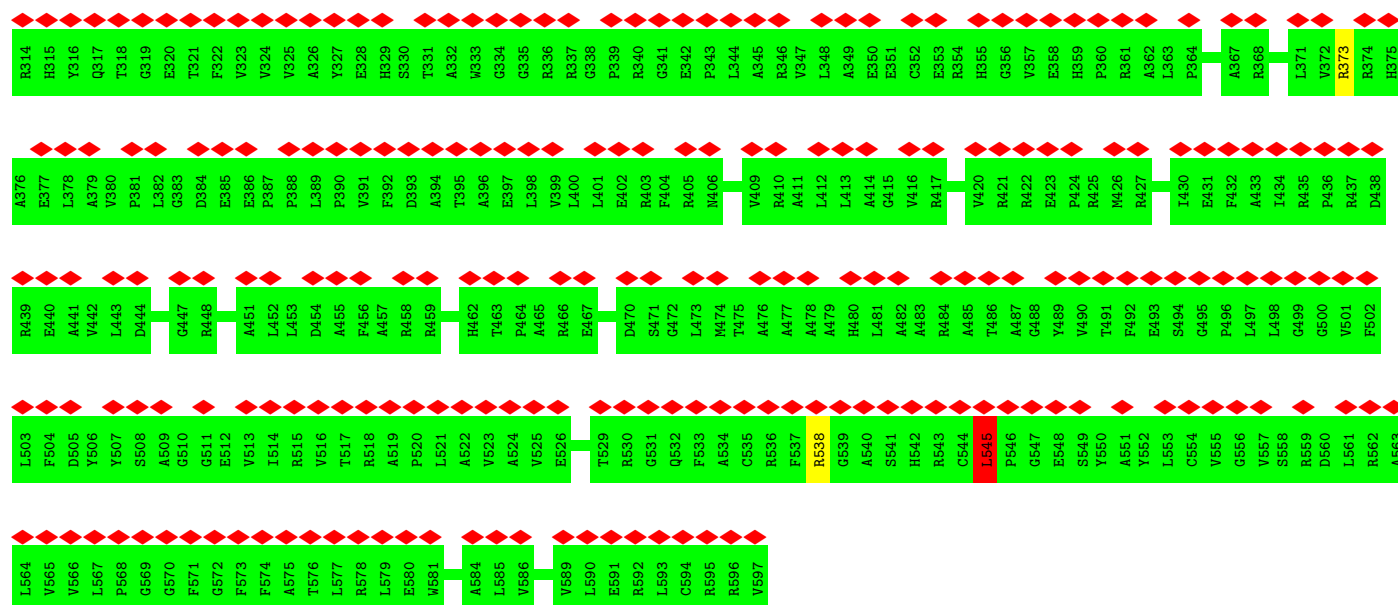 R314 H315 Y316 Q317 T318 G319 E320 T321 F322 V323 V324 V325 A326 Y327 E328 H329 S330 T331 A332 W333 G334 G335 R336 R337 G338 P339 R340 G341 E342 P343 L344 A345 R346 V347 L348 A349 E350 E351 C352 E353 R354 H355 G356 V357 E358 H359 P360 R361 A362 L363 P364 A367 R368 L371 V372 R373 R374 H375
A376 E377 L378 A379 V380 P381 L382 G383 D384 E385 E386 P387 P388 L389 P390 V391 F392 D393 A394 T395 A396 E397 L398 V399 L400 L401 E402 R403 F404 R405 N406 V409 R410 A411 L412 L413 A414 G415 V416 R417 V420 R421 R422 E423 P424 R425 M426 R427 I430 E431 F432 A433 I434 R435 P436 R437 D438
R439 E440 A441 V442 L443 D444 G447 R448 A451 L452 L453 D454 A455 F456 A457 R458 R459 H462 T463 P464 A465 R466 E467 D470 S471 G472 L473 M474 T475 A476 A477 A478 A479 H480 L481 A482 A483 R484 A485 T486 A487 G488 Y489 V490 T491 F492 E493 S494 G495 P496 L497 L498 G499 G500 V501 F502
L503 F504 D505 Y506 Y507 S508 A509 G510 G511 E512 V513 I514 R515 V516 T517 R518 A519 P520 L521 A522 V523 A524 V525 E526 T529 R530 G531 Q532 F533 A534 C535 R536 F537 R538 G539 A540 S541 H542 R543 C544 L545 P546 G547 E548 S549 Y550 A551 Y552 L553 C554 V555 G556 V557 S558 R559 D560 L561 R562 A563
L564 V565 V566 L567 P568 G569 G570 F571 G572 F573 F574 A575 T576 L577 R578 L579 E580 W581 A584 L585 V586 V589 L590 E591 R592 L593 C594 R595 R596 V597